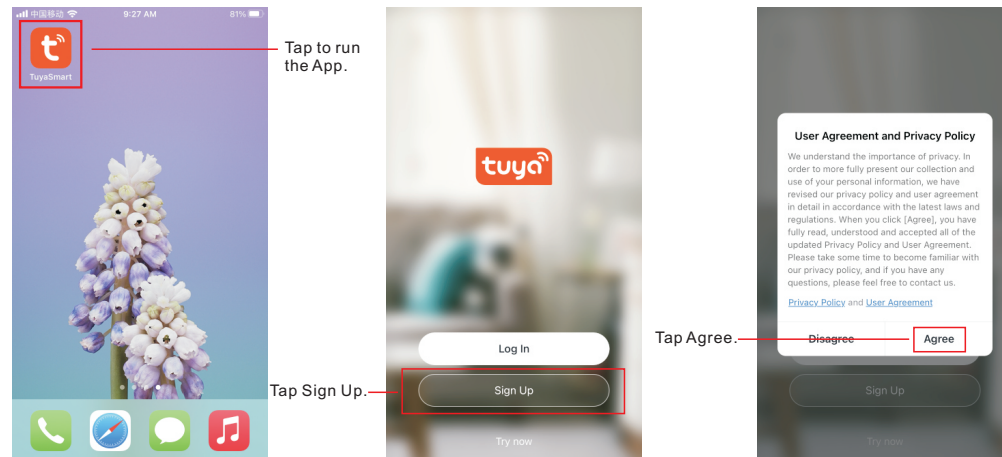 中国移动
9:27 AM
81%
TuyaSmart
Tap to run
the App.
tuya
Log In
Sign Up
Tap Sign Up.
Try now
User Agreement and Privacy Policy
We understand the importance of privacy. In
order to more fully present our collection and
use of your personal information, we have
revised our privacy policy and user agreement
in detail in accordance with the latest laws and
regulations. When you click [Agree], you have
fully read, understood and accepted all of the
updated Privacy Policy and User Agreement.
Please take some time to become familiar with
our privacy policy, and if you have any
questions, please feel free to contact us.
Privacy Policy and User Agreement
Tap Agree.
Disagree
Agree
Sign Up
Try now